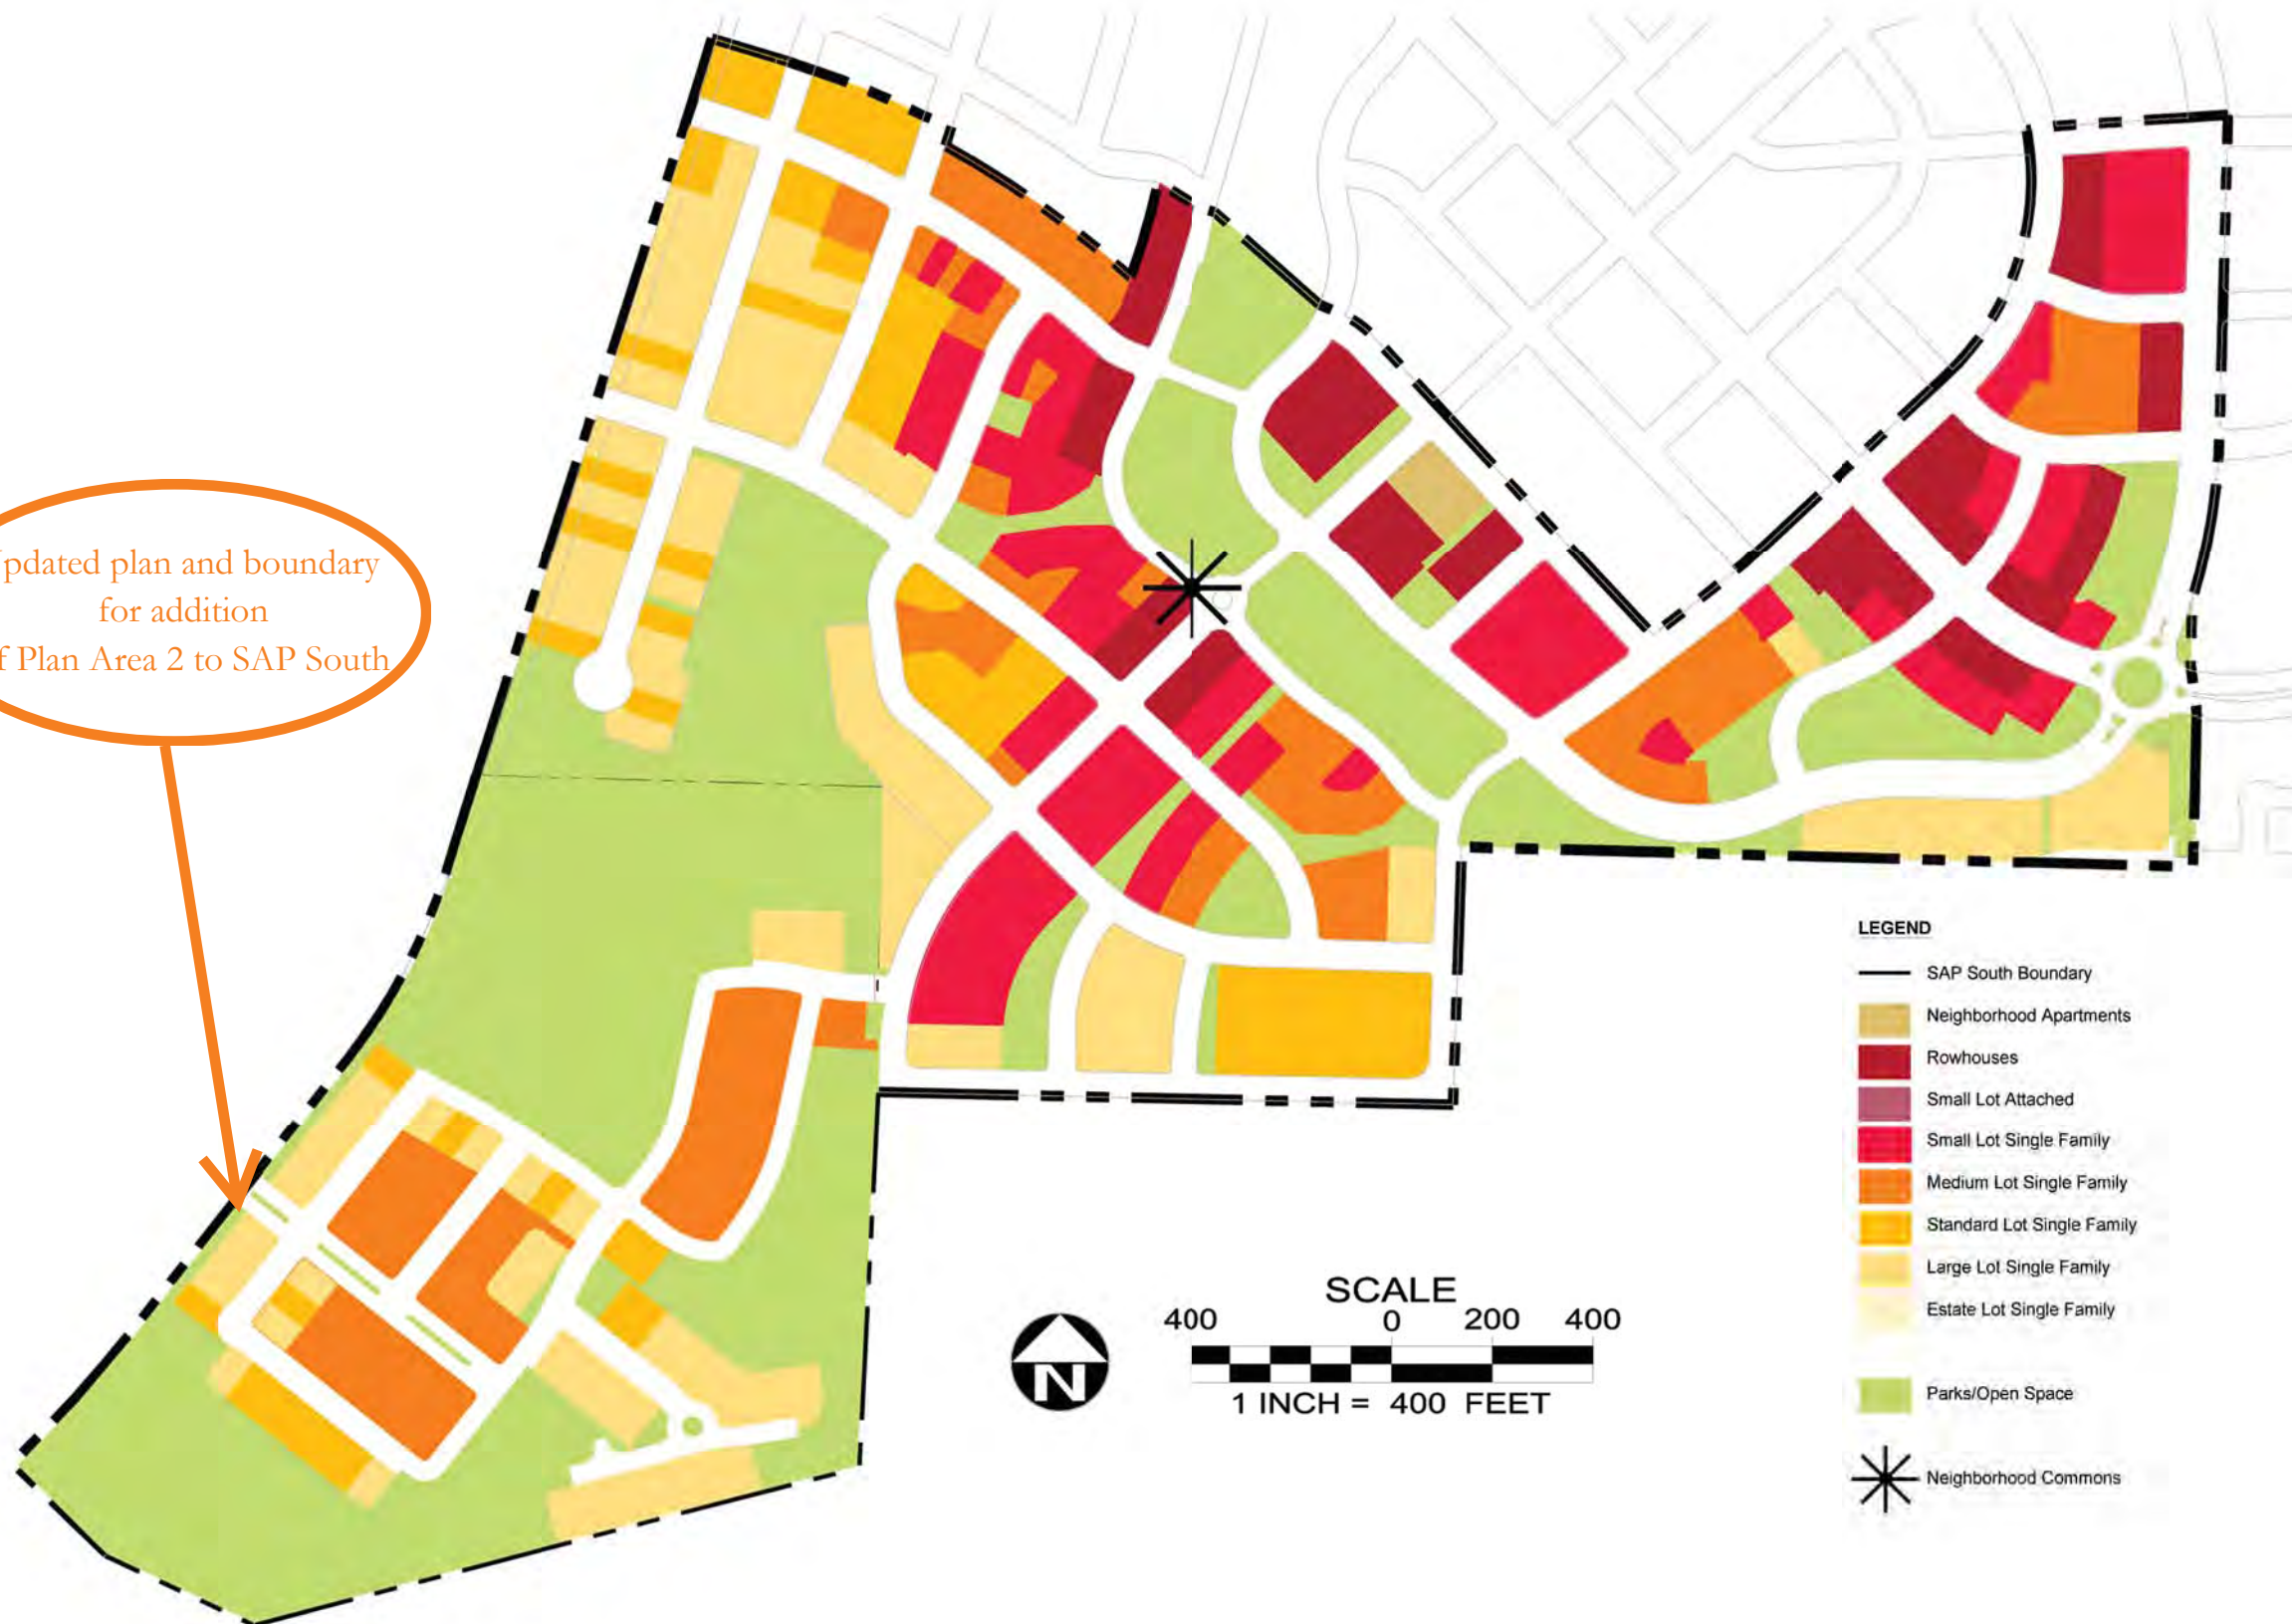 pdated plan and boundary
for addition
f Plan Area 2 to SAP South
LEGEND
SAP South Boundary
Neighborhood Apartments
Rowhouses
Small Lot Attached
Small Lot Single Family
Medium Lot Single Family
Standard Lot Single Family
Large Lot Single Family
Estate Lot Single Family
Parks/Open Space
Neighborhood Commons
N
SCALE
400 0 200 400
1 INCH = 400 FEET